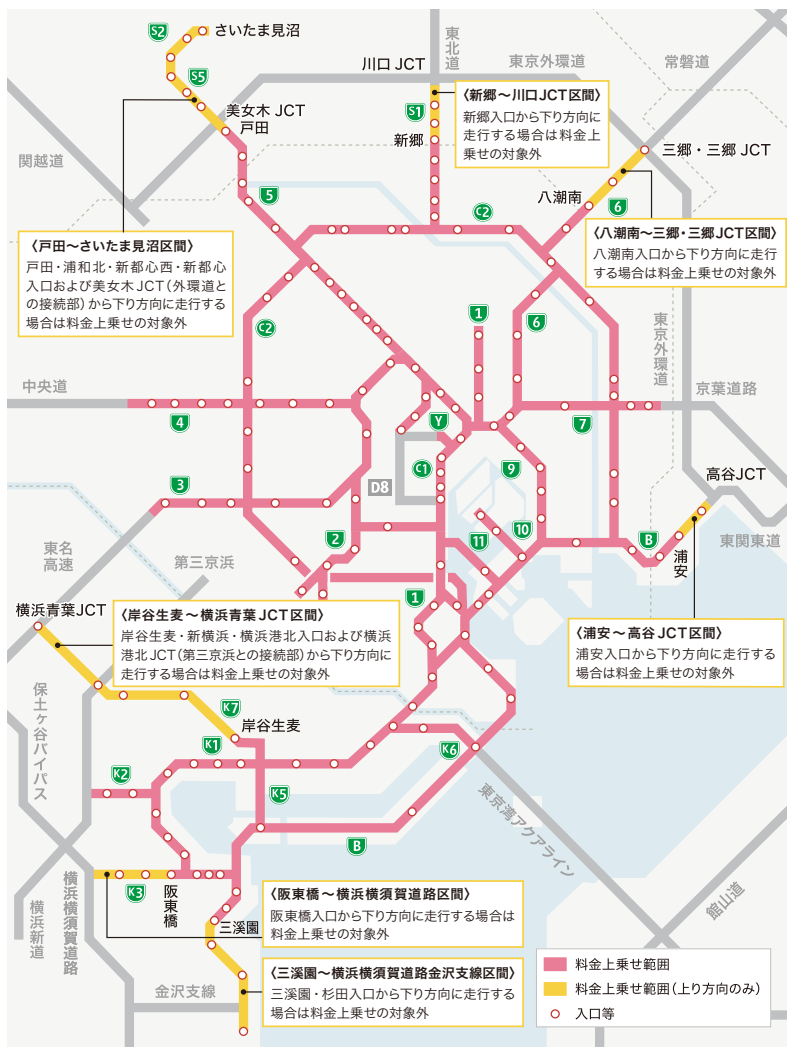 S2
さいたま見沼
S5
川口 JCT
東北道
東京外環道
常磐道
美女木 JCT
戸田
S1
新郷
〈新郷～川口JCT区間〉
新郷入口から下り方向に
走行する場合は料金上
乗せの対象外
三郷・三郷 JCT
関越道
5
八潮南
6
C2
〈戸田～さいたま見沼区間〉
戸田・浦和北・新都心西・新都心
入口および美女木JCT（外環道と
の接続部）から下り方向に走行する
場合は料金上乗せの対象外
〈八潮南～三郷・三郷JCT区間〉
八潮南入口から下り方向に走行
する場合は料金上乗せの対象外
C2
1
6
東京外環道
中央道
京葉道路
4
Y
7
C1
9
高谷JCT
D8
3
10
東名高速
第三京浜
2
11
B
浦安
東関東道
横浜青葉JCT
〈岸谷生麦～横浜青葉JCT区間〉
岸谷生麦・新横浜・横浜港北入口および横浜
港北JCT（第三京浜との接続部）から下り方向に
走行する場合は料金上乗せの対象外
1
〈浦安～高谷JCT区間〉
浦安入口から下り方向に走行する
場合は料金上乗せの対象外
保土ヶ谷バイパス
K7
岸谷生麦
K1
K6
K2
K5
東京湾アクアライン
B
K3
阪東橋
横浜新道
横浜横須賀道路
三溪園
〈阪東橋～横浜横須賀道路区間〉
阪東橋入口から下り方向に走行する場合は
料金上乗せの対象外
館山道
金沢支線
〈三溪園～横浜横須賀道路金沢支線区間〉
三溪園・杉田入口から下り方向に走行する
場合は料金上乗せの対象外
料金上乗せ範囲
料金上乗せ範囲（上り方向のみ）
入口等